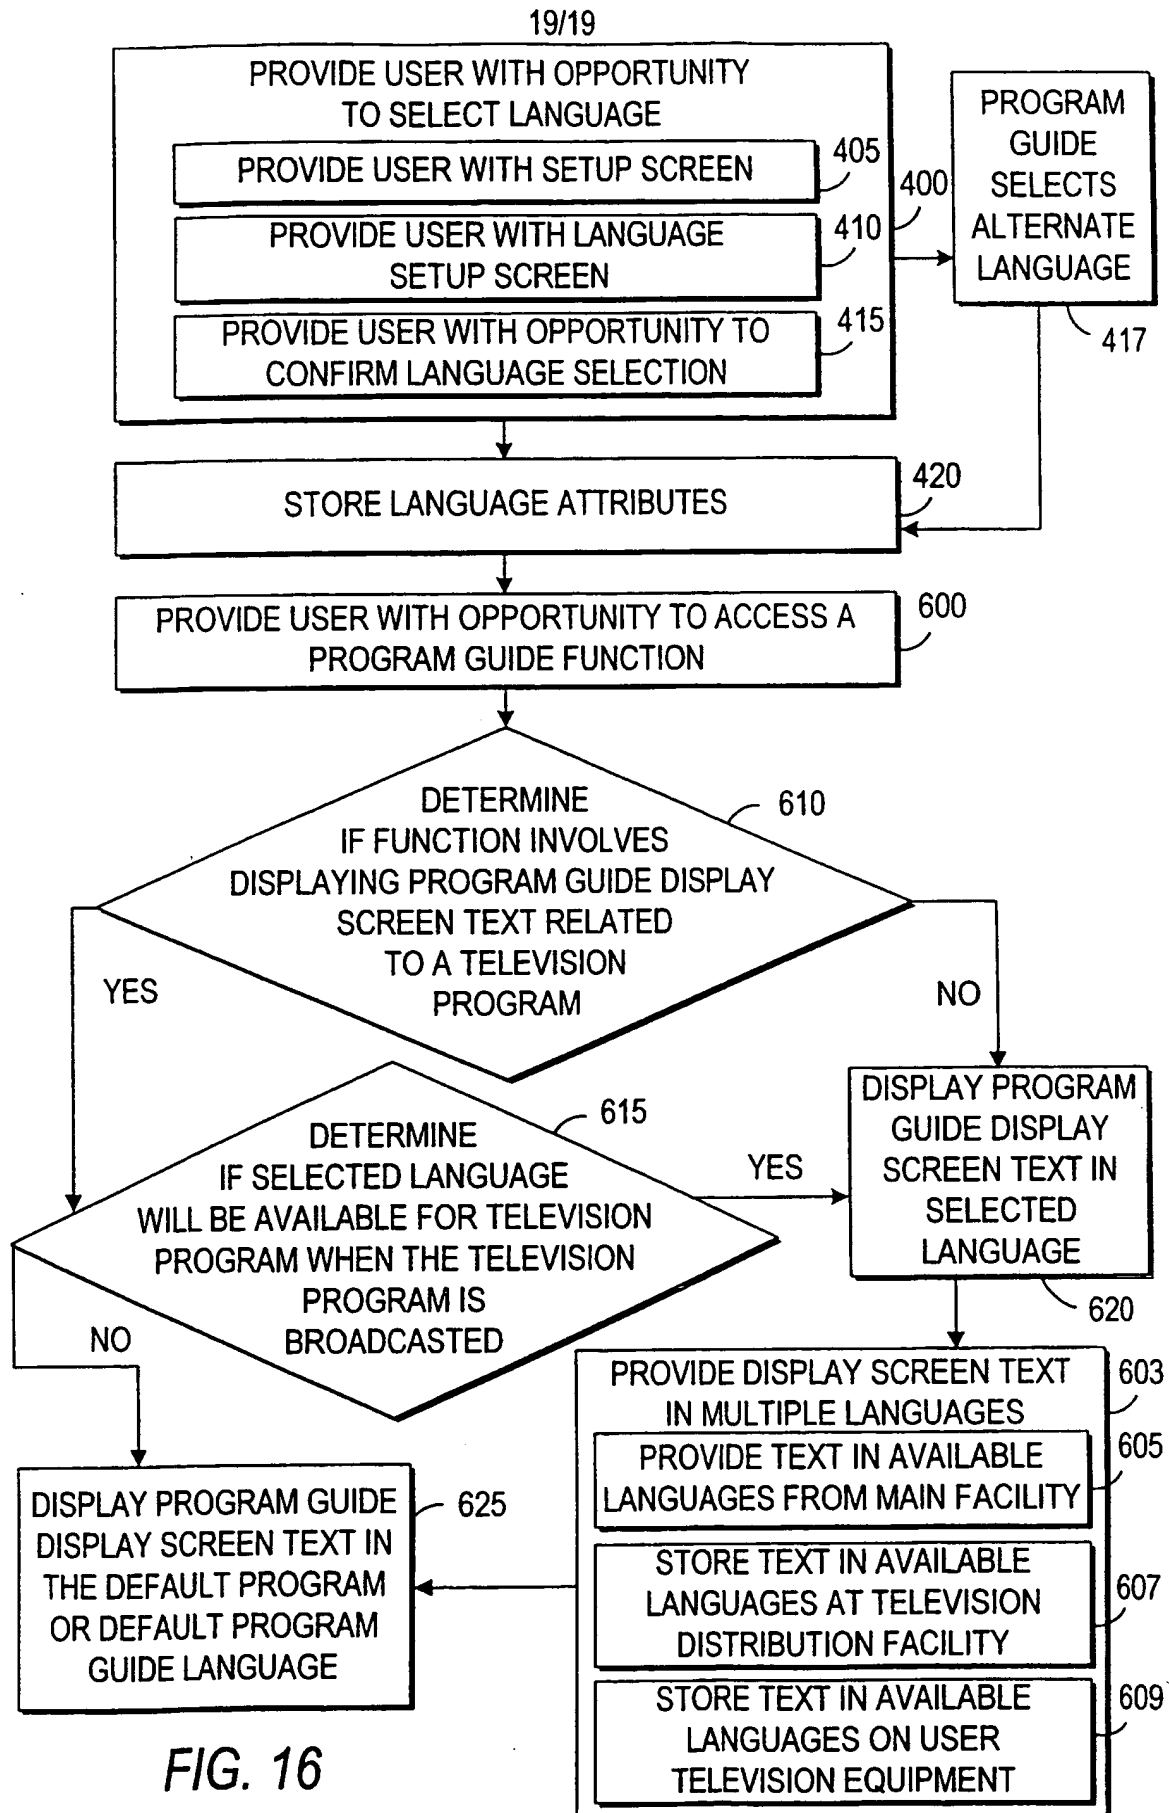 19/19
PROVIDE USER WITH OPPORTUNITY
TO SELECT LANGUAGE
PROVIDE USER WITH SETUP SCREEN
405
PROVIDE USER WITH LANGUAGE
SETUP SCREEN
410
PROVIDE USER WITH OPPORTUNITY TO
CONFIRM LANGUAGE SELECTION
415
400
PROGRAM
GUIDE
SELECTS
ALTERNATE
LANGUAGE
417
STORE LANGUAGE ATTRIBUTES
420
PROVIDE USER WITH OPPORTUNITY TO ACCESS A
PROGRAM GUIDE FUNCTION
600
DETERMINE
IF FUNCTION INVOLVES
DISPLAYING PROGRAM GUIDE DISPLAY
SCREEN TEXT RELATED
TO A TELEVISION
PROGRAM
610
YES
NO
DETERMINE
IF SELECTED LANGUAGE
WILL BE AVAILABLE FOR TELEVISION
PROGRAM WHEN THE TELEVISION
PROGRAM IS
BROADCASTED
615
YES
NO
DISPLAY PROGRAM
GUIDE DISPLAY
SCREEN TEXT IN
SELECTED
LANGUAGE
620
PROVIDE DISPLAY SCREEN TEXT
IN MULTIPLE LANGUAGES
603
PROVIDE TEXT IN AVAILABLE
LANGUAGES FROM MAIN FACILITY
605
STORE TEXT IN AVAILABLE
LANGUAGES AT TELEVISION
DISTRIBUTION FACILITY
607
STORE TEXT IN AVAILABLE
LANGUAGES ON USER
TELEVISION EQUIPMENT
609
DISPLAY PROGRAM GUIDE
DISPLAY SCREEN TEXT IN
THE DEFAULT PROGRAM
OR DEFAULT PROGRAM
GUIDE LANGUAGE
625
FIG. 16